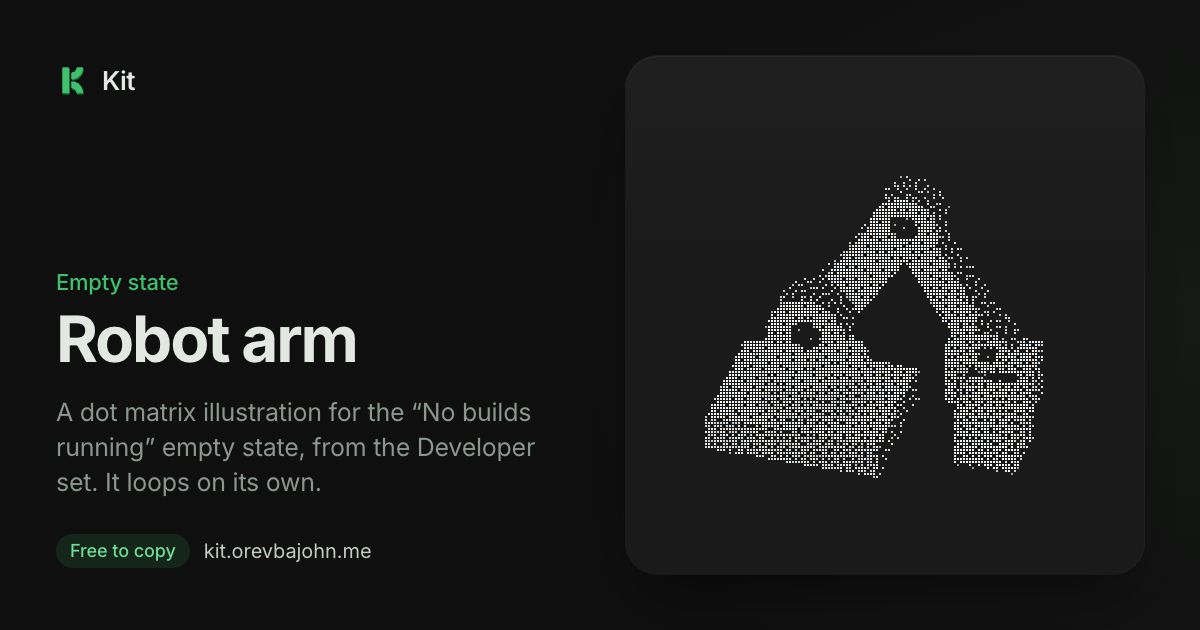 Kit
Empty state
Robot arm
A dot matrix illustration for the “No builds
running” empty state, from the Developer
set. It loops on its own.
Free to copy
kit.orevbajohn.me